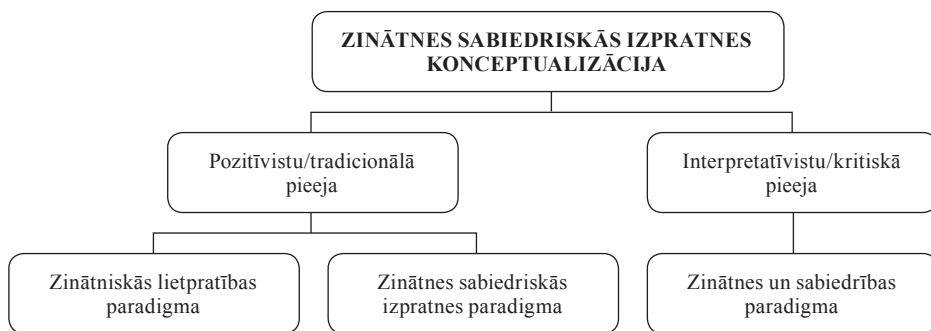 ZINĀTNES SABIEDRISKĀS IZPRATNES
KONCEPTUALIZĀCIJA
Pozitīvistu/tradicionālā
pieeja
Interpretatīvistu/kritiskā
pieeja
Zinātniskās lietpratības
paradigma
Zinātnes sabiedriskās
izpratnes paradigma
Zinātnes un sabiedrības
paradigma